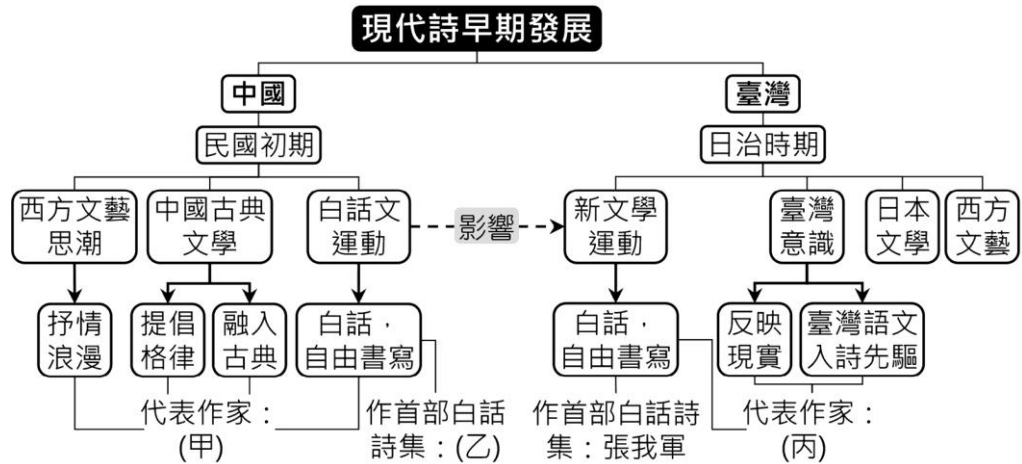 現代詩早期發展
中國
臺灣
民國初期
日治時期
西方文藝
思潮
中國古典
文學
白話文
運動
影響
新文學
運動
臺灣
意識
日本
文學
西方
文藝
抒情
浪漫
提倡
格律
融入
古典
白話，
自由書寫
白話，
自由書寫
反映
現實
臺灣語文
入詩先驅
代表作家：
(甲)
作首部白話
詩集：(乙)
作首部白話詩
集：張我軍
代表作家：
(丙)